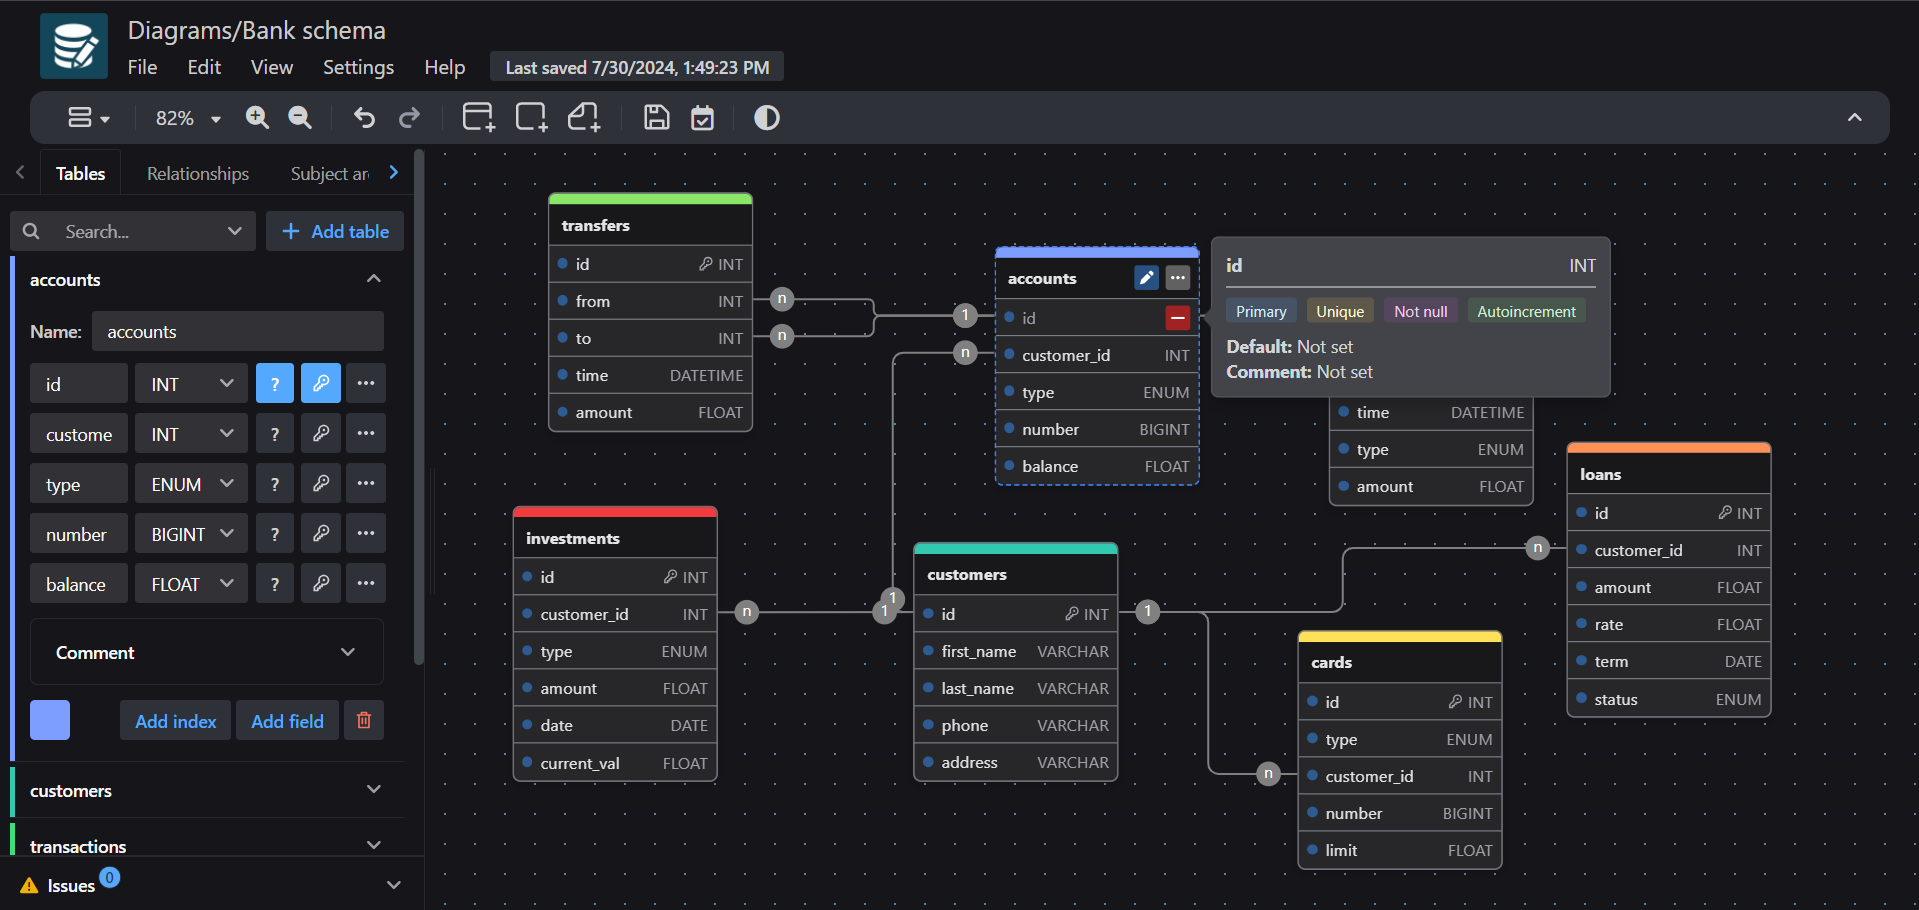 Diagrams/Bank schema
File Edit View Settings Help Last saved 7/30/2024, 1:49:23 PM
82%
Tables Relationships Subject ar
Search... + Add table
accounts
Name: accounts
id INT ?
custome INT ?
type ENUM ?
number BIGINT ?
balance FLOAT ?
Comment
Add index Add field
customers
transactions
Issues 0
transfers
id INT
from INT
to INT
time DATETIME
amount FLOAT
n
n
1
n
accounts
id
customer_id INT
type ENUM
number BIGINT
balance FLOAT
id INT
Primary Unique Not null Autoincrement
Default: Not set
Comment: Not set
time DATETIME
type ENUM
amount FLOAT
loans
id INT
customer_id INT
amount FLOAT
rate FLOAT
term DATE
status ENUM
n
investments
id INT
customer_id INT
type ENUM
amount FLOAT
date DATE
current_val FLOAT
n
1
1
customers
id INT
first_name VARCHAR
last_name VARCHAR
phone VARCHAR
address VARCHAR
1
n
cards
id INT
type ENUM
customer_id INT
number BIGINT
limit FLOAT